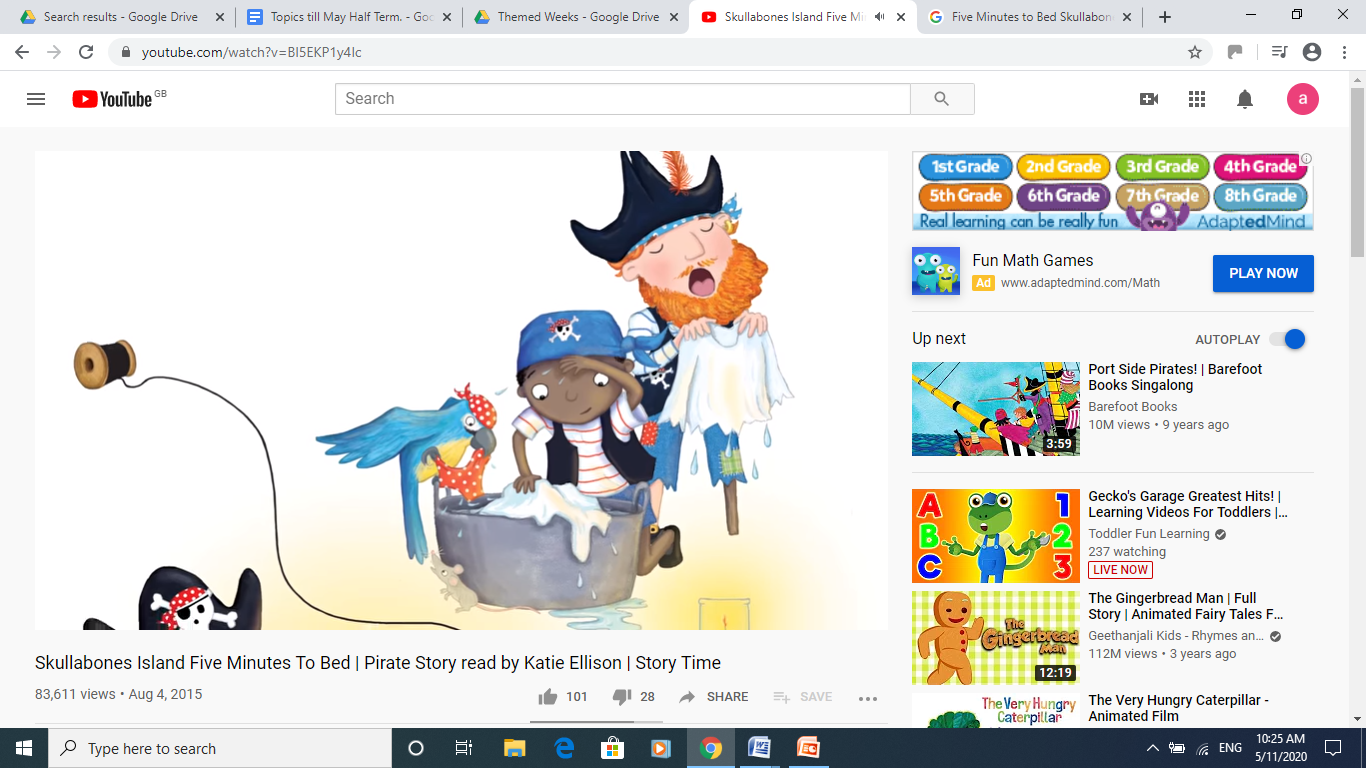 Search results - Google Drive
Topics till May Half Term. - Goo
Themed Weeks - Google Drive
Skullabones Island Five Mi
Five Minutes to Bed Skullabon
youtube.com/watch?v=BI5EKP1y4lc
YouTube GB
Search
a
1st Grade 2nd Grade 3rd Grade 4th Grade
5th Grade 6th Grade 7th Grade 8th Grade
Real learning can be really fun AdaptedMind
Fun Math Games
Ad www.adaptedmind.com/Math
PLAY NOW
Up next
AUTOPLAY
Port Side Pirates! | Barefoot
Books Singalong
Barefoot Books
10M views • 9 years ago
3:59
A 1
B 2
C 3
Gecko's Garage Greatest Hits! |
Learning Videos For Toddlers |...
Toddler Fun Learning
237 watching
LIVE NOW
The
Gingerbread
Man
12:19
The Gingerbread Man | Full
Story | Animated Fairy Tales F...
Geethanjali Kids - Rhymes an...
112M views • 3 years ago
The Very Hungry
Caterpillar
The Very Hungry Caterpillar -
Animated Film
Skullabones Island Five Minutes To Bed | Pirate Story read by Katie Ellison | Story Time
83,611 views • Aug 4, 2015
101 28 SHARE SAVE
Type here to search
ENG
10:25 AM
5/11/2020